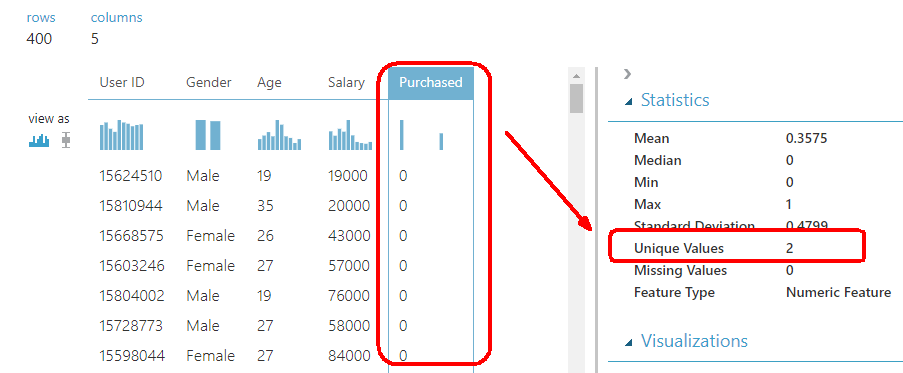 rows columns
400 5
User ID Gender Age Salary Purchased
view as
15624510 Male 19 19000 0
15810944 Male 35 20000 0
15668575 Female 26 43000 0
15603246 Female 27 57000 0
15804002 Male 19 76000 0
15728773 Male 27 58000 0
15598044 Female 27 84000 0
Statistics
Mean 0.3575
Median 0
Min 0
Max 1
Standard Deviation 0.4799
Unique Values 2
Missing Values 0
Feature Type Numeric Feature
Visualizations